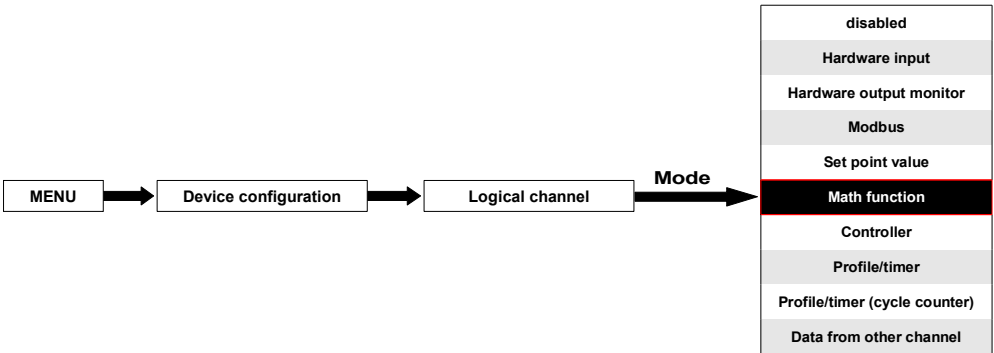 MENU
Device configuration
Logical channel
Mode
disabled
Hardware input
Hardware output monitor
Modbus
Set point value
Math function
Controller
Profile/timer
Profile/timer (cycle counter)
Data from other channel